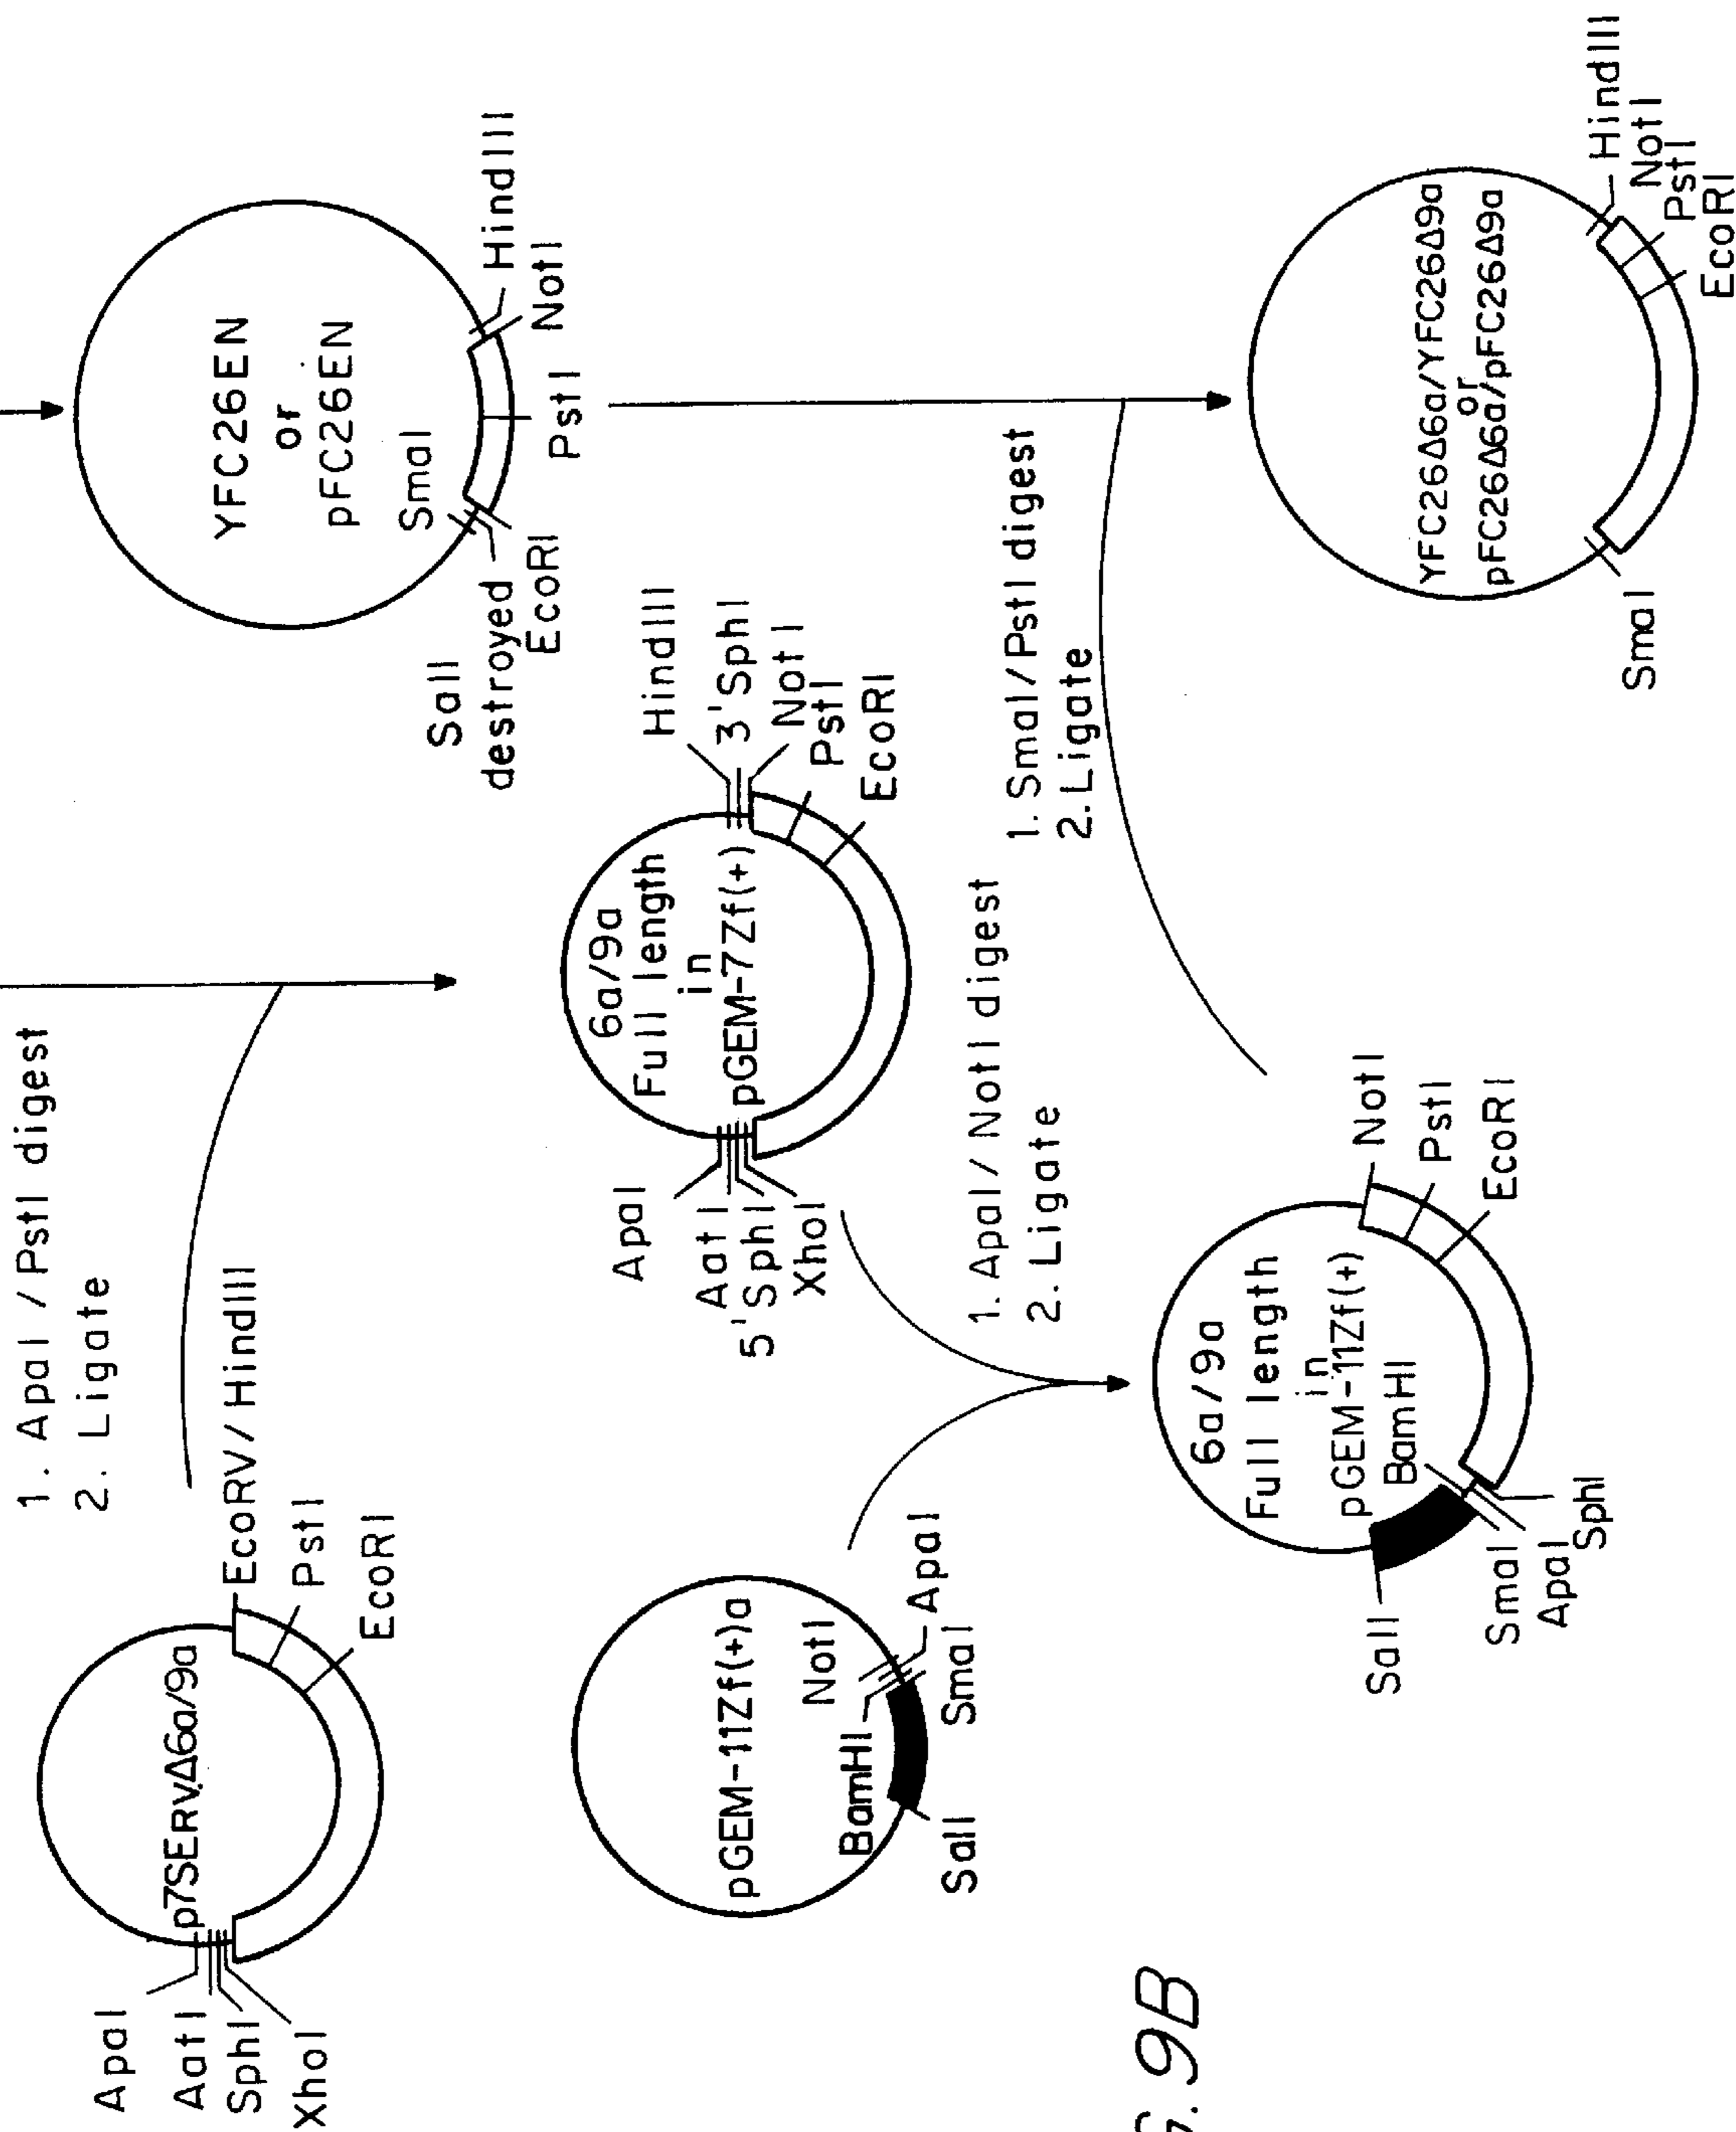 1. ApaI / PstI digest
2. Ligate
ApaI
AatI
SphI
XhoI
p7SERVΔ6a/9a
EcoRV/HindIII
PstI
EcoRI
YFC26EN
or
pFC26EN
SmaI
SalI
destroyed
EcoRI
PstI
NotI
HindIII
ApaI
AatI
5'SphI
XhoI
6a/9a
Full length
in
pGEM-7Zf(+)
HindIII
3'SphI
NotI
PstI
EcoRI
pGEM-11Zf(+)a
NotI
BamHI
SalI
SmaI
ApaI
1. ApaI/NotI digest
2. Ligate
1. SmaI/PstI digest
2. Ligate
6a/9a
Full length
in
pGEM-11Zf(+)
BamHI
SalI
SmaI
ApaI
SphI
NotI
PstI
EcoRI
YFC26Δ6a/YFC26Δ9a
or
pFC26Δ6a/pFC26Δ9a
SmaI
HindIII
NotI
PstI
EcoRI
G. 9B